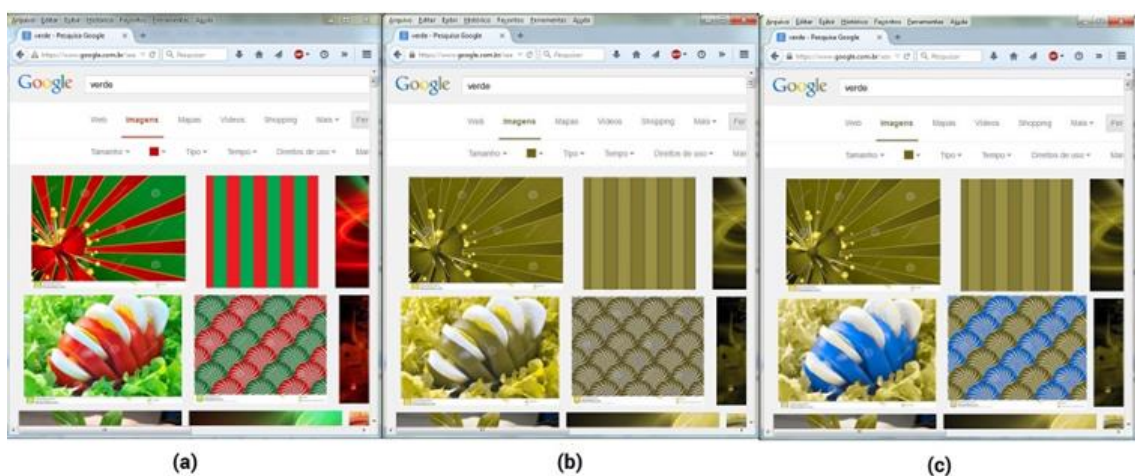 Arquivo Editar Exibir Histórico Favoritos Ferramentas Ajuda
verde - Pesquisa Google
Pesquisar
Google verde
Web Imagens Mapas Vídeos Shopping Mais
Tamanho Tipo Tempo Direitos de uso
Arquivo Editar Exibir Histórico Favoritos Ferramentas Ajuda
verde - Pesquisa Google
Pesquisar
Google verde
Web Imagens Mapas Vídeos Shopping Mais
Tamanho Tipo Tempo Direitos de uso
Arquivo Editar Exibir Histórico Favoritos Ferramentas Ajuda
verde - Pesquisa Google
Pesquisar
Google verde
Web Imagens Mapas Vídeos Shopping Mais
Tamanho Tipo Tempo Direitos de uso
(a) (b) (c)